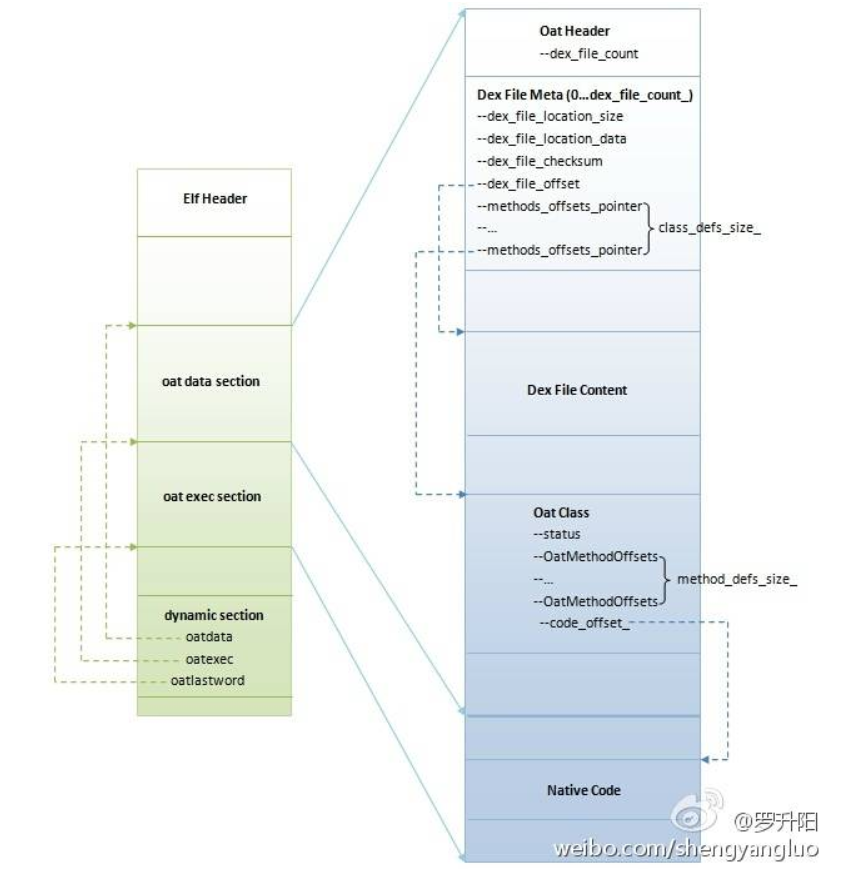 Elf Header
oat data section
oat exec section
dynamic section
oatdata
oatexec
oatlastword
Oat Header
--dex_file_count
Dex File Meta (0...dex_file_count_)
--dex_file_location_size
--dex_file_location_data
--dex_file_checksum
--dex_file_offset
--methods_offsets_pointer
--...
class_defs_size_
--methods_offsets_pointer
Dex File Content
Oat Class
--status
--OatMethodOffsets
--...
method_defs_size_
--OatMethodOffsets
--code_offset_
Native Code
@罗升阳
weibo.com/shengyangluo